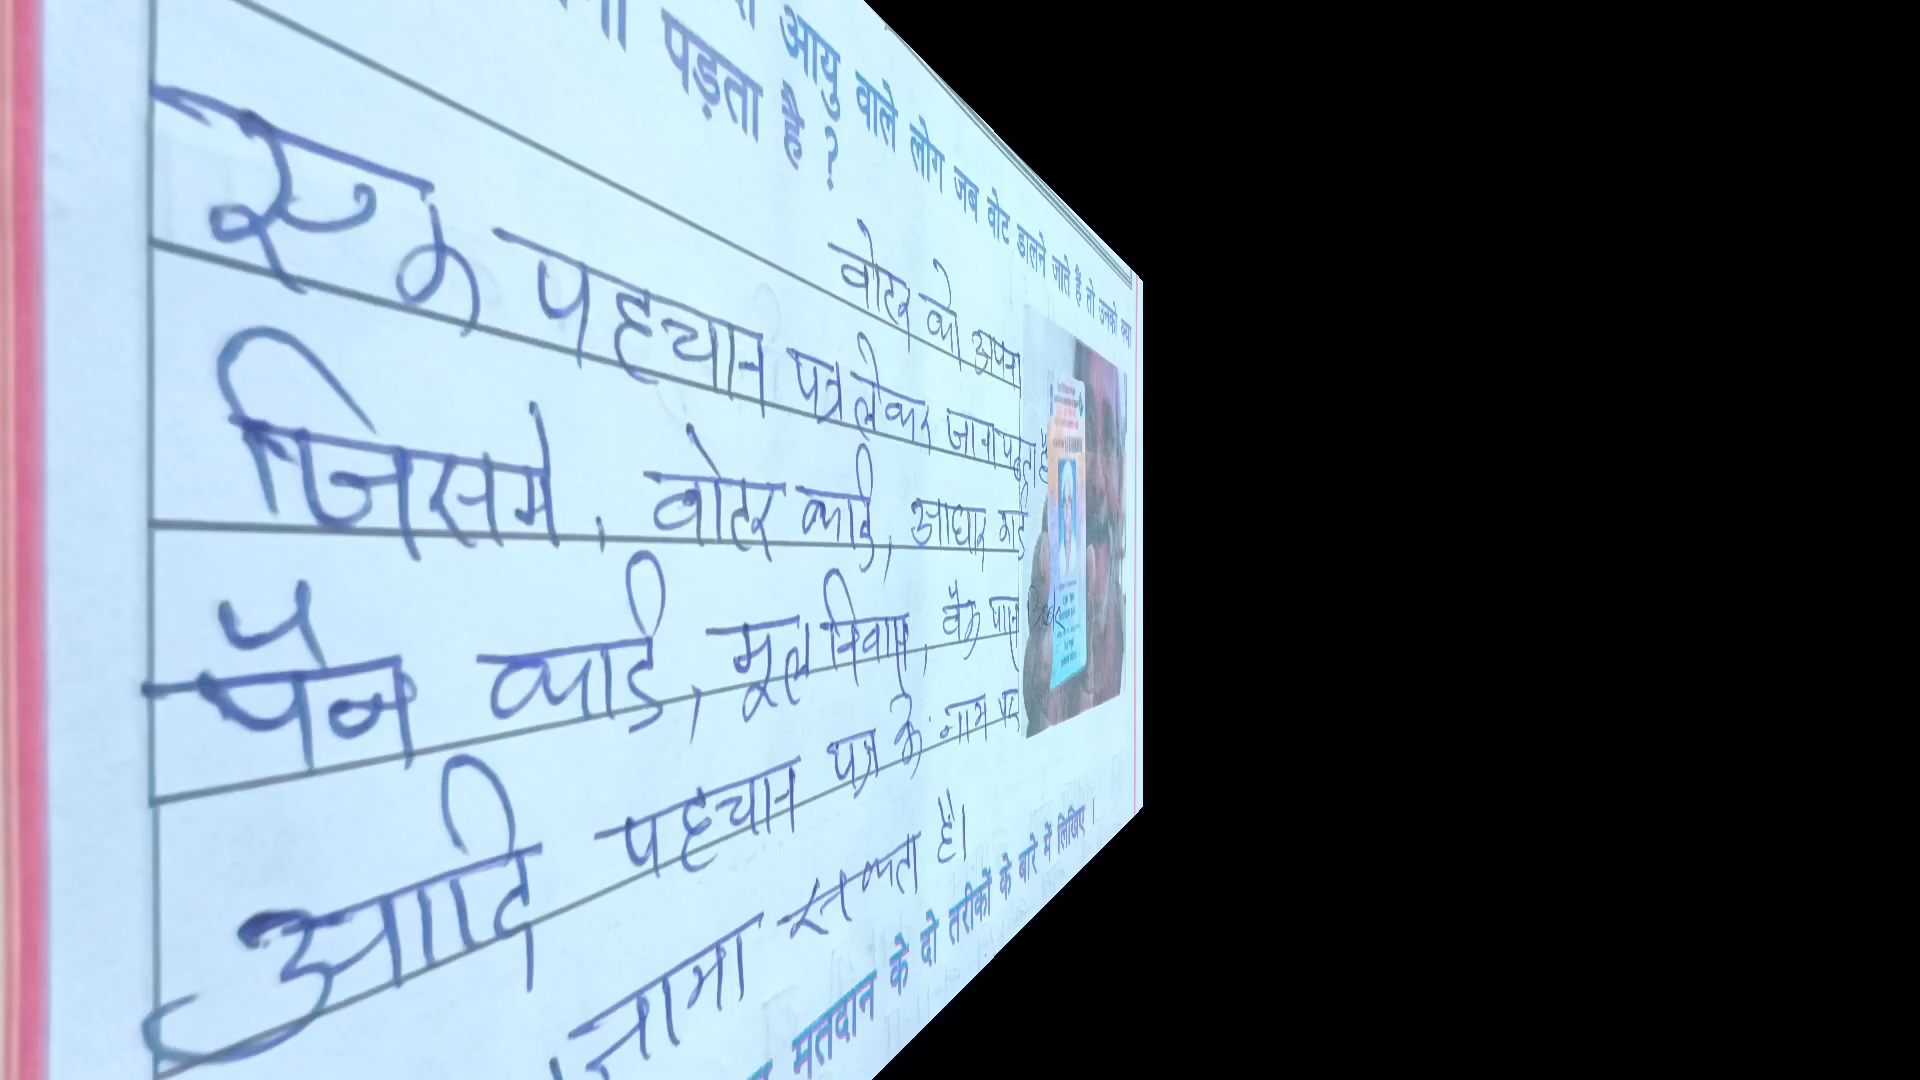 आयु वाले लोग जब वोट डालने जाते हैं तो उनको क्या
पड़ता है ?
वोटर को अपना
एक पहचान पत्र लेकर जाना पड़ता है
जिसमे, वोटर कार्ड, आधार कार्ड
पैन कार्ड, मूल निवास, बैंक पास
आदि पहचान पत्र के नाम पर
सकता है।
मतदान के दो तरीकों के बारे में लिखिए ।